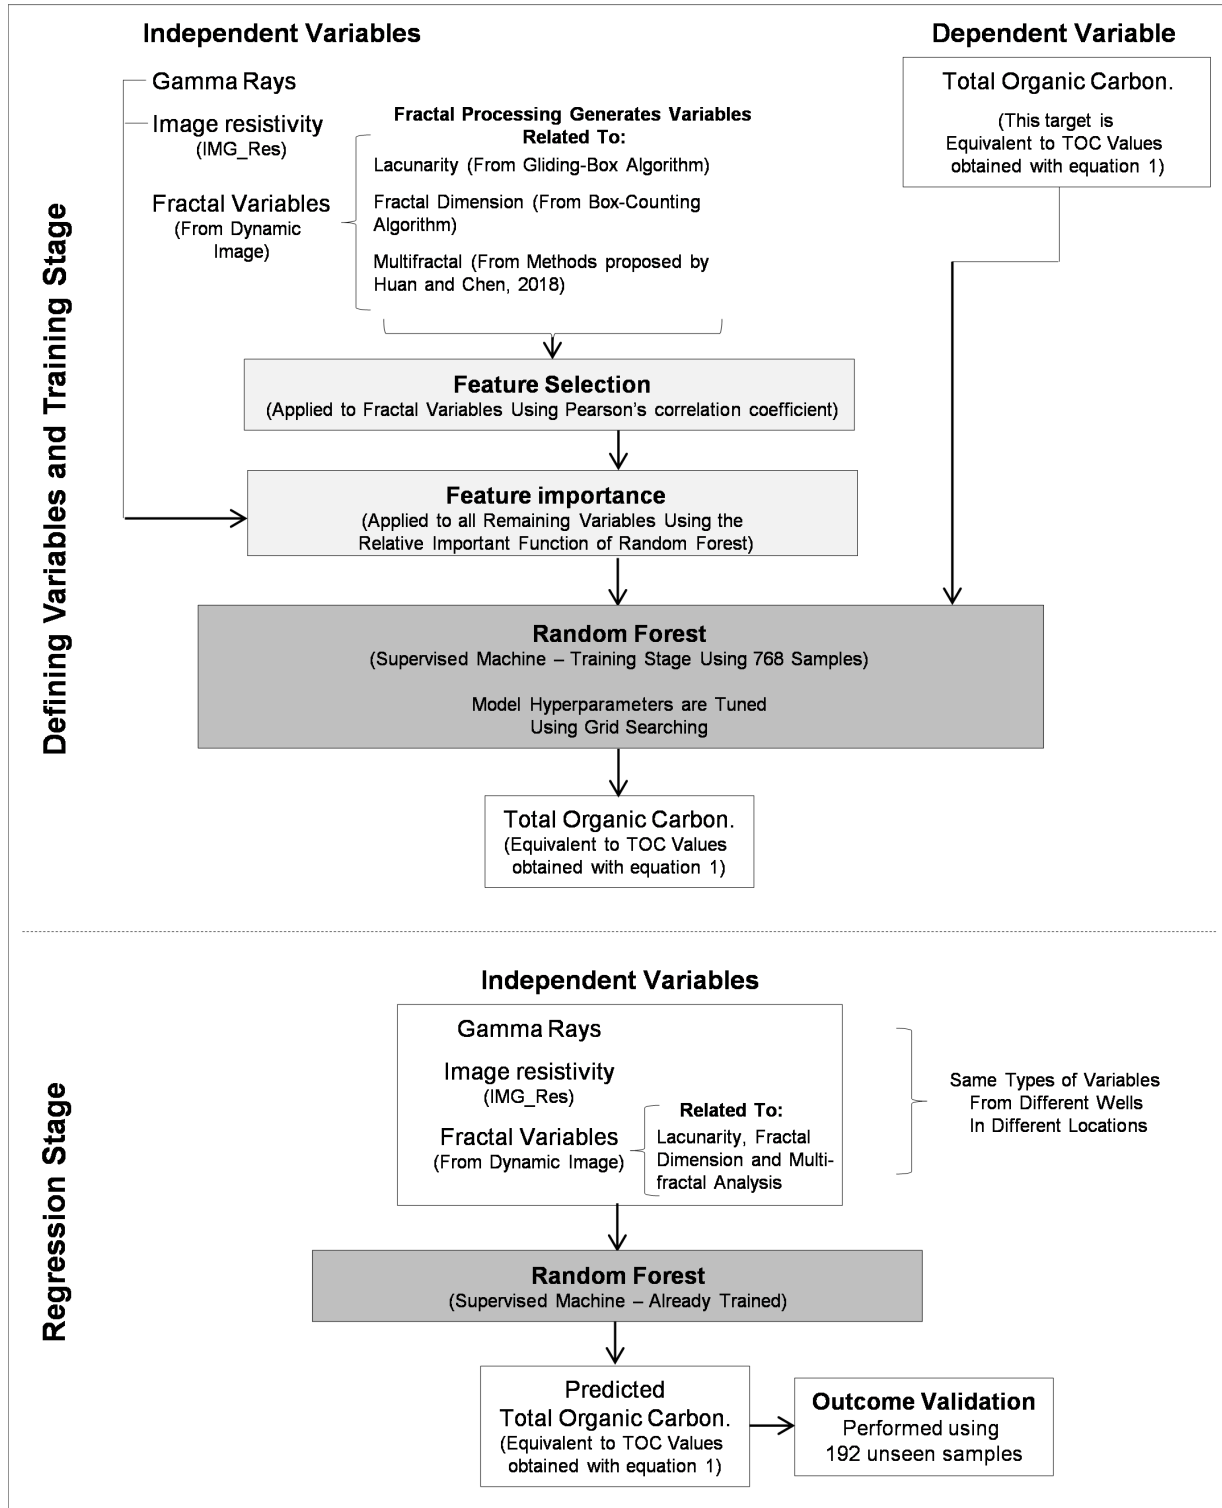 Independent Variables
Dependent Variable
Gamma Rays
Image resistivity
(IMG_Res)
Fractal Variables
(From Dynamic
Image)
Fractal Processing Generates Variables
Related To:
Lacunarity (From Gliding-Box Algorithm)
Fractal Dimension (From Box-Counting
Algorithm)
Multifractal (From Methods proposed by
Huan and Chen, 2018)
Total Organic Carbon.
(This target is
Equivalent to TOC Values
obtained with equation 1)
Defining Variables and Training Stage
Feature Selection
(Applied to Fractal Variables Using Pearson’s correlation coefficient)
Feature importance
(Applied to all Remaining Variables Using the
Relative Important Function of Random Forest)
Random Forest
(Supervised Machine – Training Stage Using 768 Samples)
Model Hyperparameters are Tuned
Using Grid Searching
Total Organic Carbon.
(Equivalent to TOC Values
obtained with equation 1)
Regression Stage
Independent Variables
Gamma Rays
Image resistivity
(IMG_Res)
Fractal Variables
(From Dynamic Image)
Related To:
Lacunarity, Fractal
Dimension and Multi-
fractal Analysis
Same Types of Variables
From Different Wells
In Different Locations
Random Forest
(Supervised Machine – Already Trained)
Predicted
Total Organic Carbon.
(Equivalent to TOC Values
obtained with equation 1)
Outcome Validation
Performed using
192 unseen samples